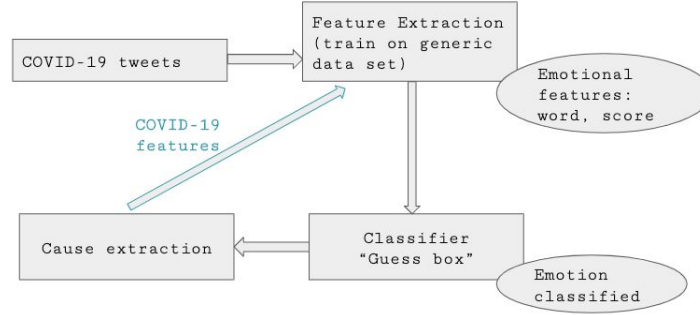 Feature Extraction
(train on generic
data set)
COVID-19 tweets
Emotional
features:
word, score
COVID-19
features
Cause extraction
Classifier
“Guess box”
Emotion
classified